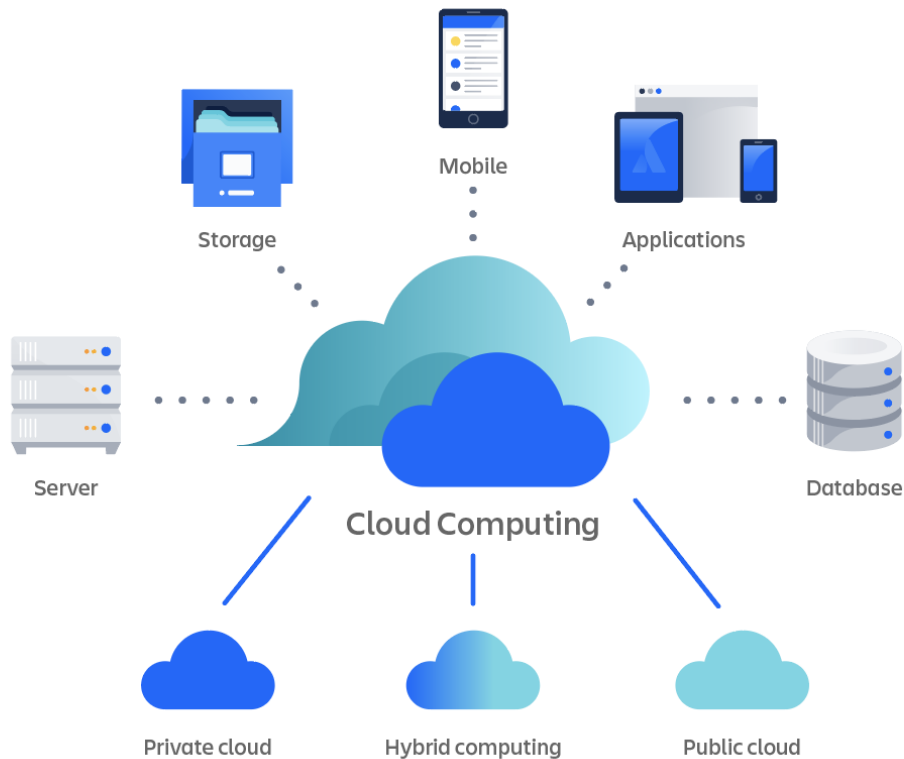 Mobile
Storage
Applications
Server
Database
Cloud Computing
Private cloud
Hybrid computing
Public cloud